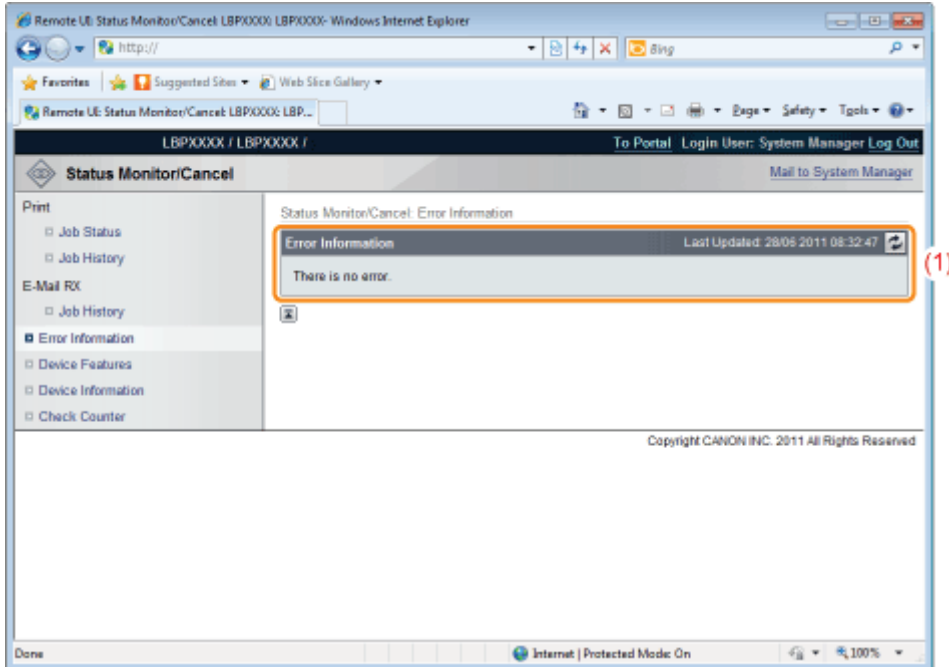 Remote UI: Status Monitor/Cancel: LBPXXXX: LBPXXXX - Windows Internet Explorer
http://
Bing
Favorites Suggested Sites Web Slice Gallery
Remote UI: Status Monitor/Cancel: LBPXXXX: LBP...
Page Safety Tools
LBPXXXX / LBPXXXX /
To Portal Login User: System Manager Log Out
Status Monitor/Cancel
Mail to System Manager
Print
Job Status
Job History
E-Mail RX
Job History
Error Information
Device Features
Device Information
Check Counter
Status Monitor/Cancel: Error Information
Error Information Last Updated: 28/06 2011 08:32:47
There is no error.
(1)
Copyright CANON INC. 2011 All Rights Reserved
Done Internet | Protected Mode: On 100%